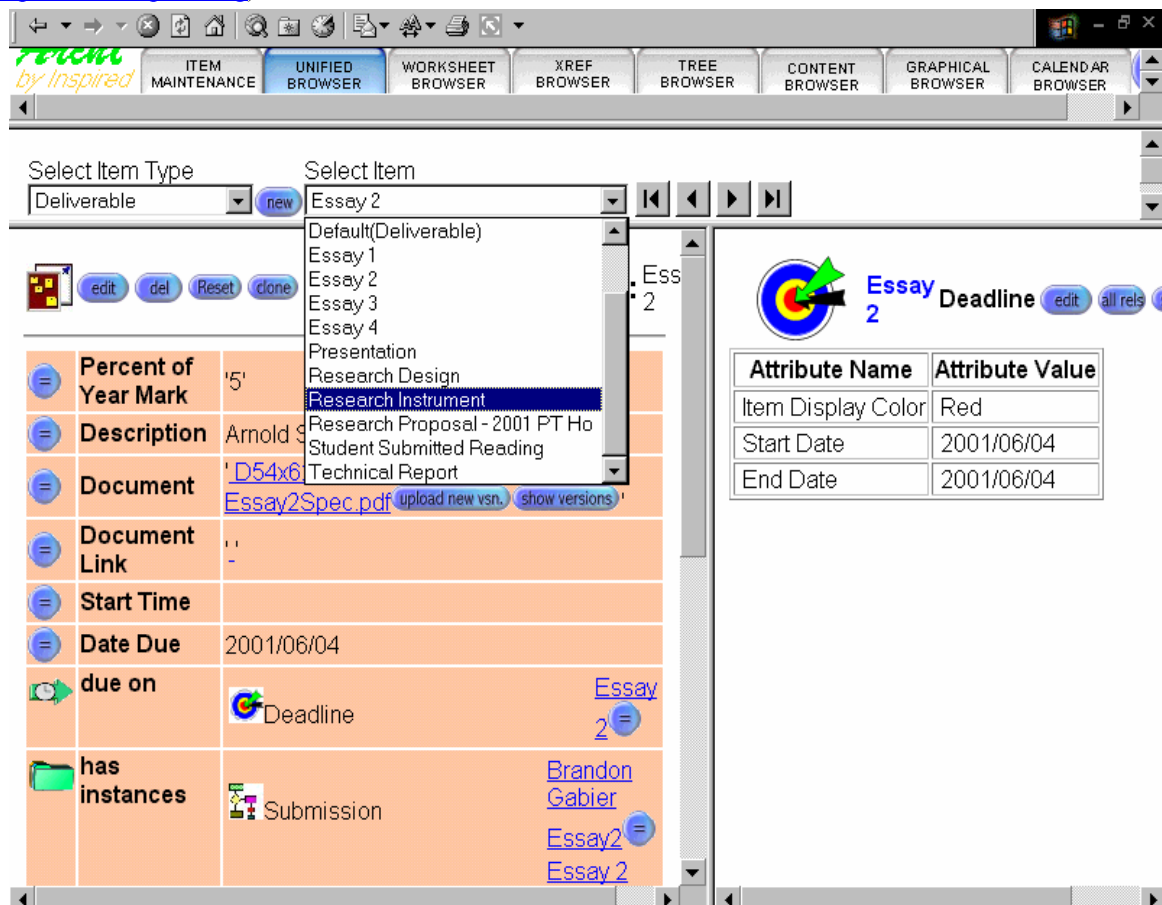 by Inspired
ITEM MAINTENANCE
UNIFIED BROWSER
WORKSHEET BROWSER
XREF BROWSER
TREE BROWSER
CONTENT BROWSER
GRAPHICAL BROWSER
CALENDAR BROWSER
Select Item Type
Select Item
Deliverable
new
Essay 2
Default(Deliverable)
Essay 1
Essay 2
Essay 3
Essay 4
Presentation
Research Design
Research Instrument
Research Proposal - 2001 PT Ho
Student Submitted Reading
Technical Report
edit del Reset clone
: Ess
2
Percent of
Year Mark
'5'
Description
Arnold S
Document
' D54x6
Essay2Spec.pdf upload new vsn. show versions '
Document
Link
' '
Start Time
Date Due
2001/06/04
due on
Deadline
Essay
2 =
has
instances
Submission
Brandon
Gabier
Essay2 =
Essay 2
Essay
2
Deadline edit all rels
Attribute Name Attribute Value
Item Display Color Red
Start Date 2001/06/04
End Date 2001/06/04